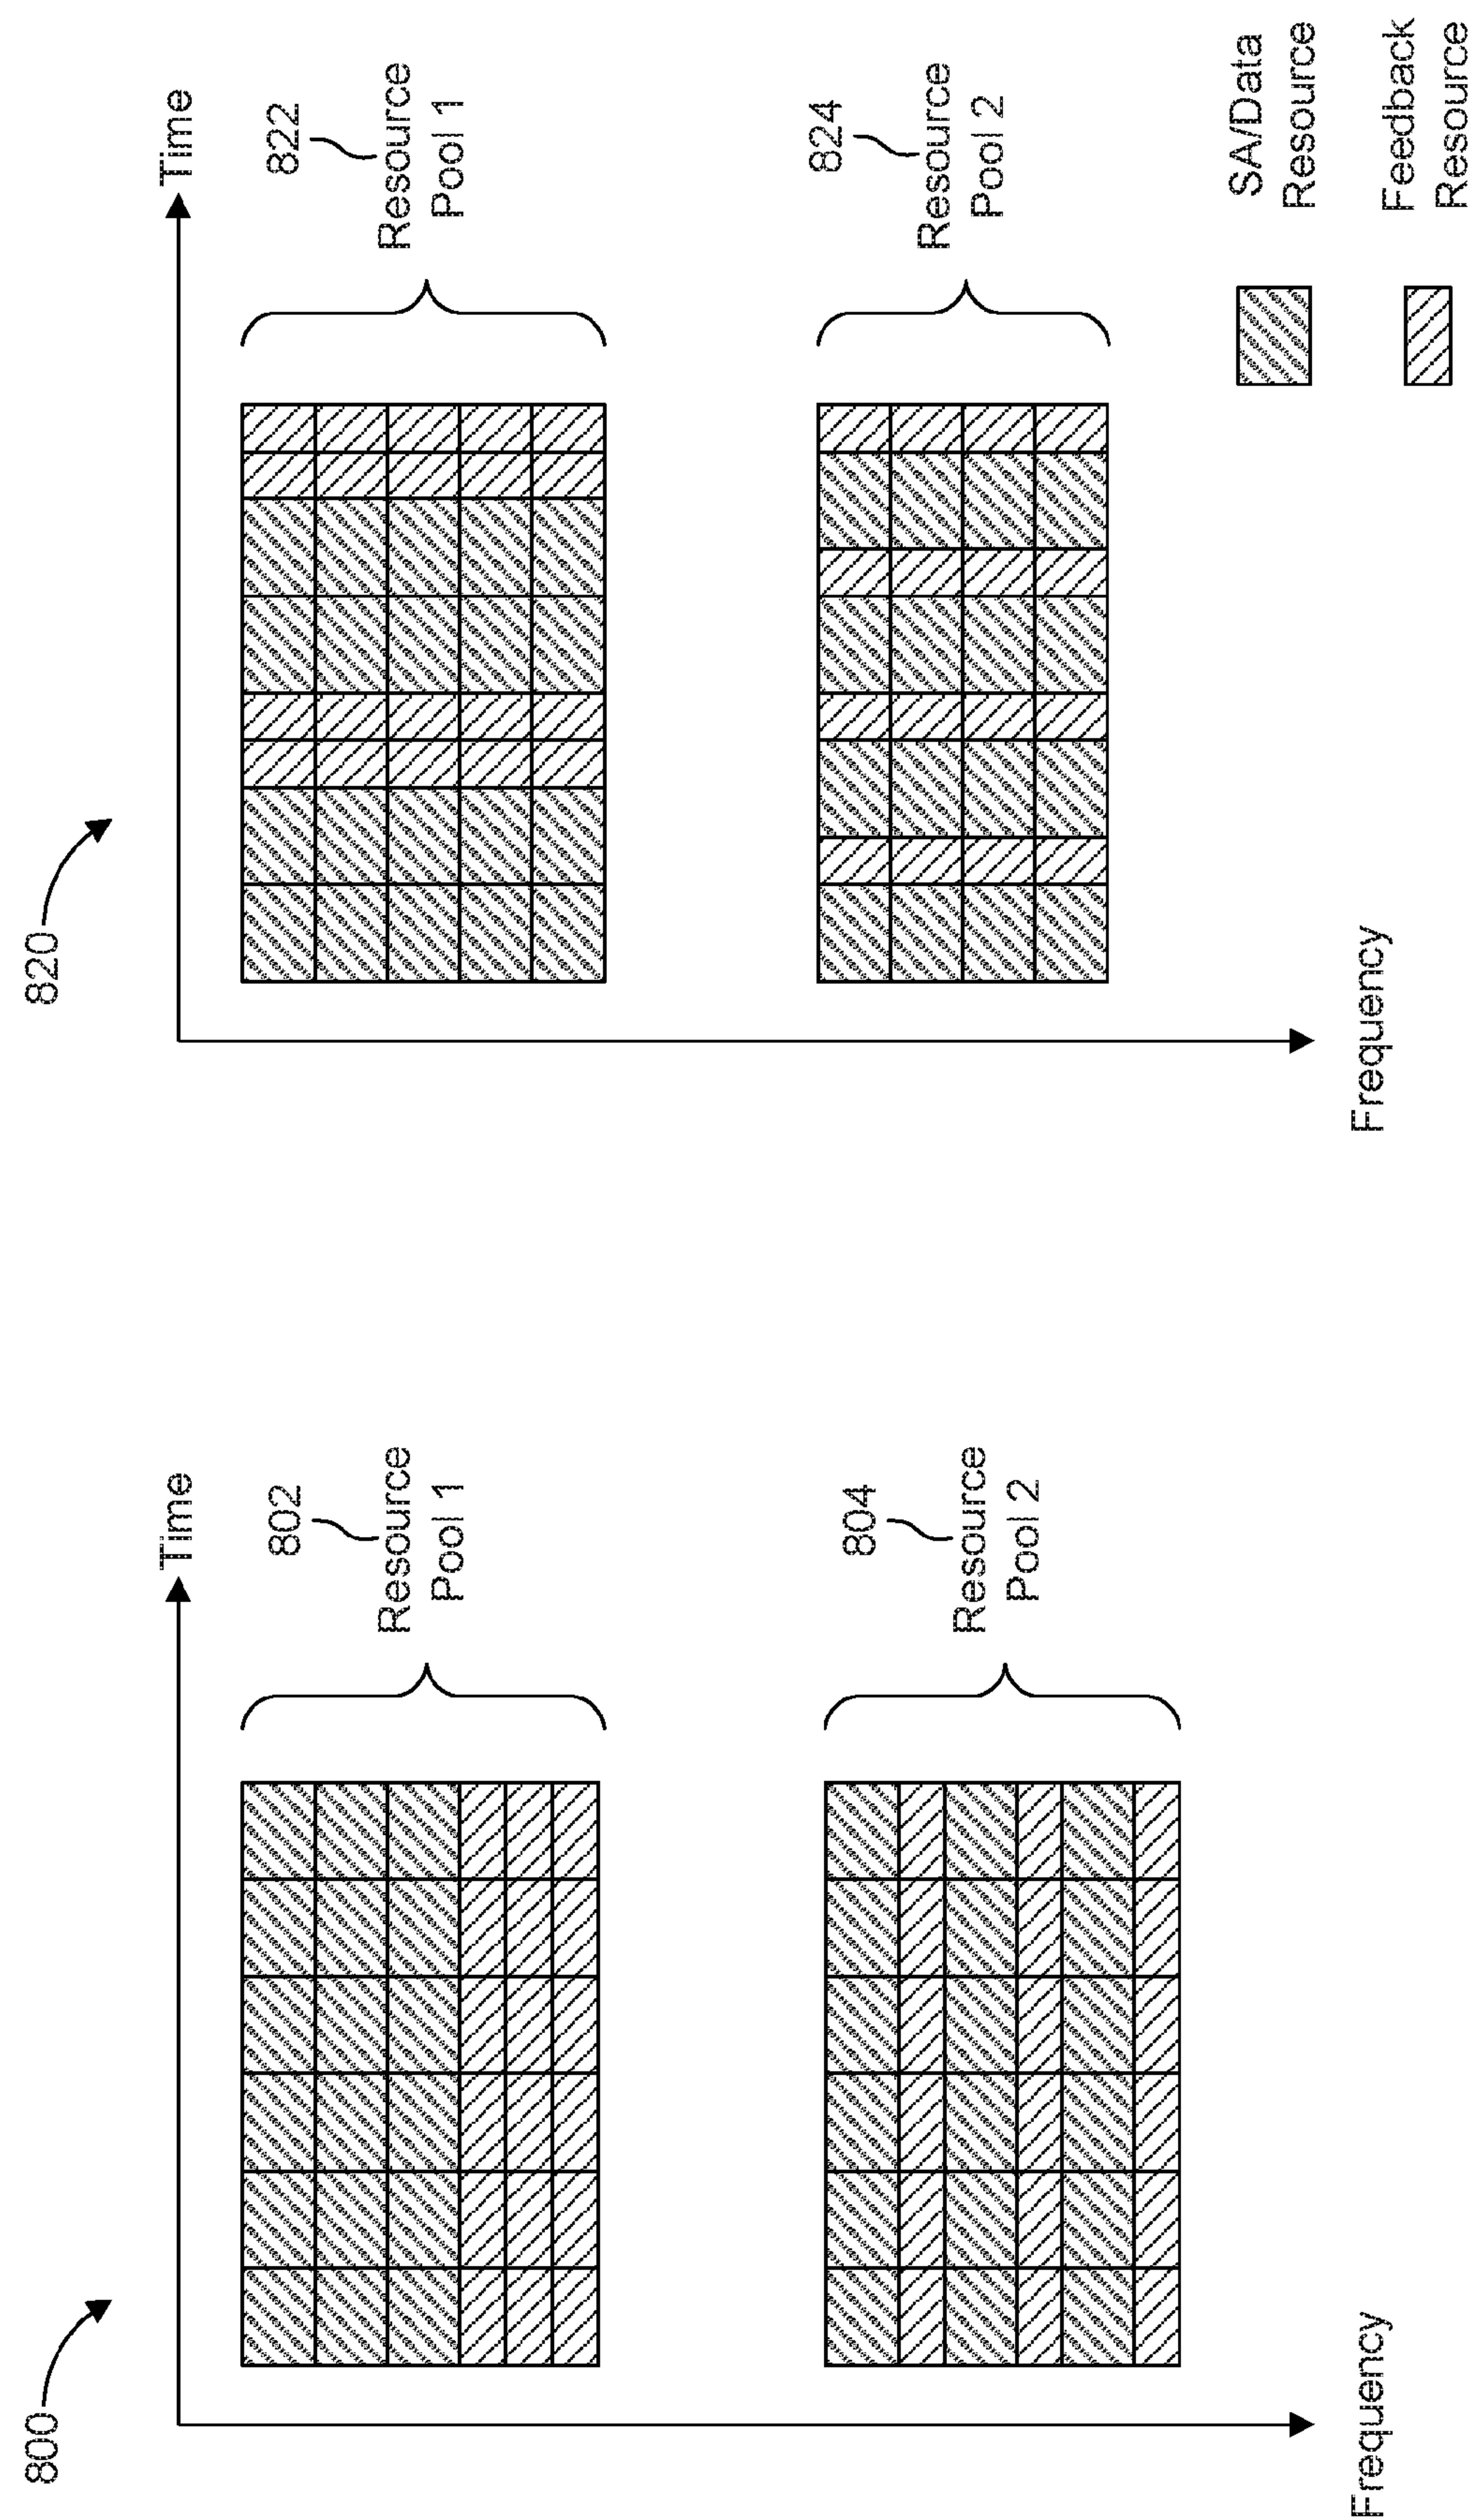 800
Time
802
Resource
Pool 1
804
Resource
Pool 2
Frequency
820
Time
822
Resource
Pool 1
824
Resource
Pool 2
Frequency
SA/Data
Resource
Feedback
Resource